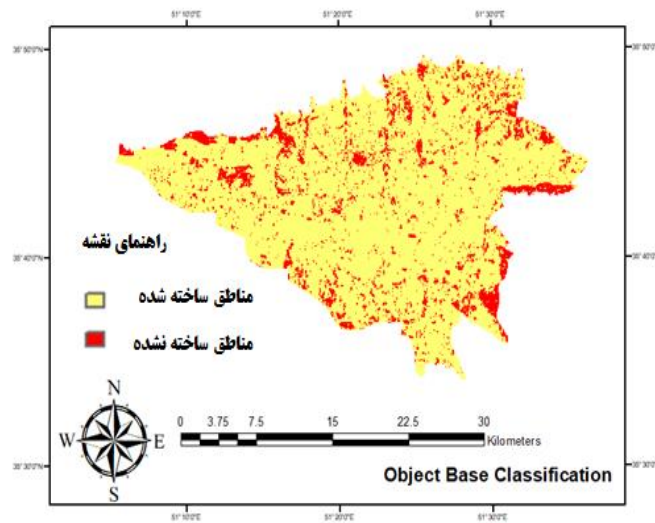 51°10'0"E 51°20'0"E 51°30'0"E
35°50'0"N 35°50'0"N
راهنمای نقشه
35°40'0"N 35°40'0"N
مناطق ساخته شده
مناطق ساخته نشده
N
W E
S
0 3.75 7.5 15 22.5 30
Kilometers
35°30'0"N 35°30'0"N
Object Base Classification
51°10'0"E 51°20'0"E 51°30'0"E